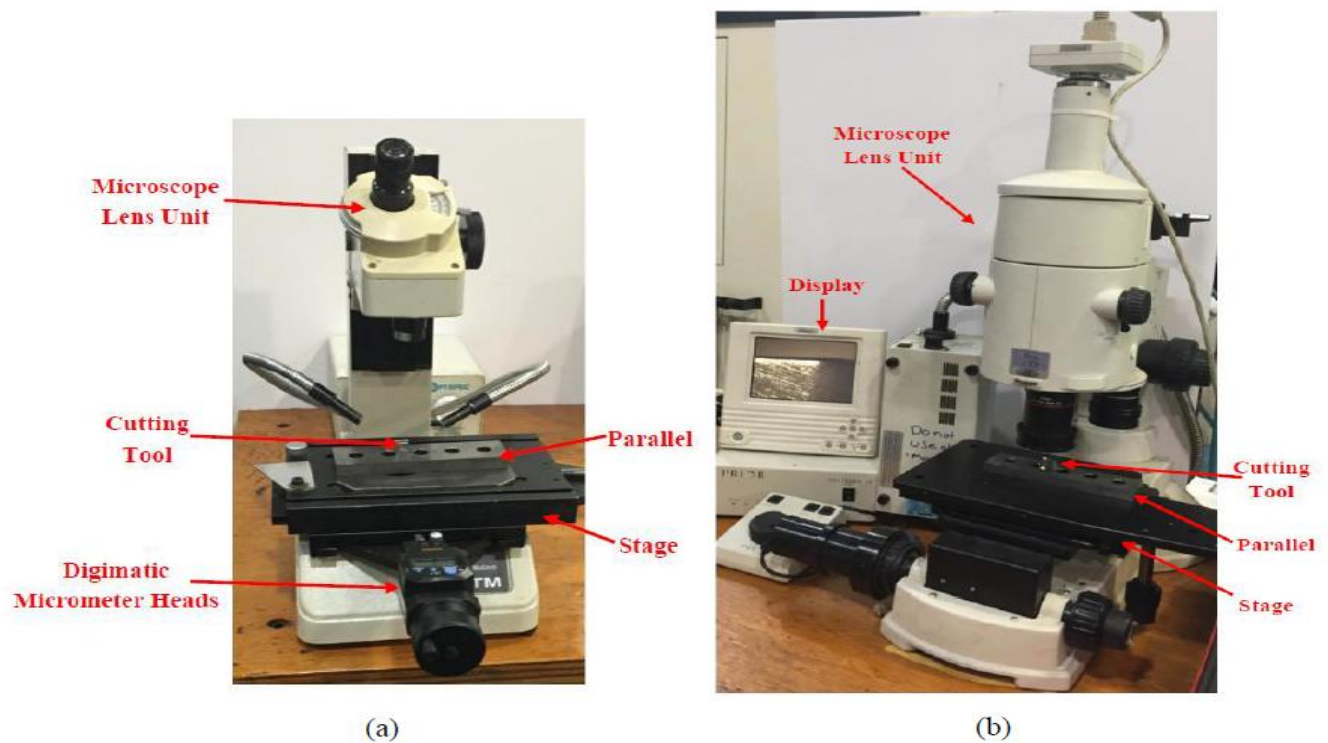 Microscope
Lens Unit
Cutting
Tool
Parallel
Stage
Digimatic
Micrometer Heads
TM
(a)
Microscope
Lens Unit
Display
Do not
use
Cutting
Tool
Parallel
Stage
(b)